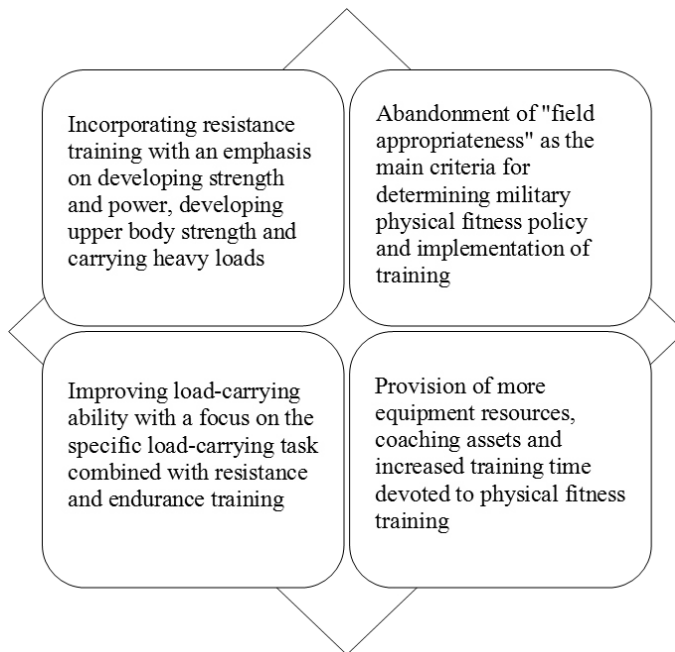 Incorporating resistance
training with an emphasis
on developing strength
and power, developing
upper body strength and
carrying heavy loads
Abandonment of "field
appropriateness" as the
main criteria for
determining military
physical fitness policy
and implementation of
training
Improving load-carrying
ability with a focus on the
specific load-carrying task
combined with resistance
and endurance training
Provision of more
equipment resources,
coaching assets and
increased training time
devoted to physical fitness
training